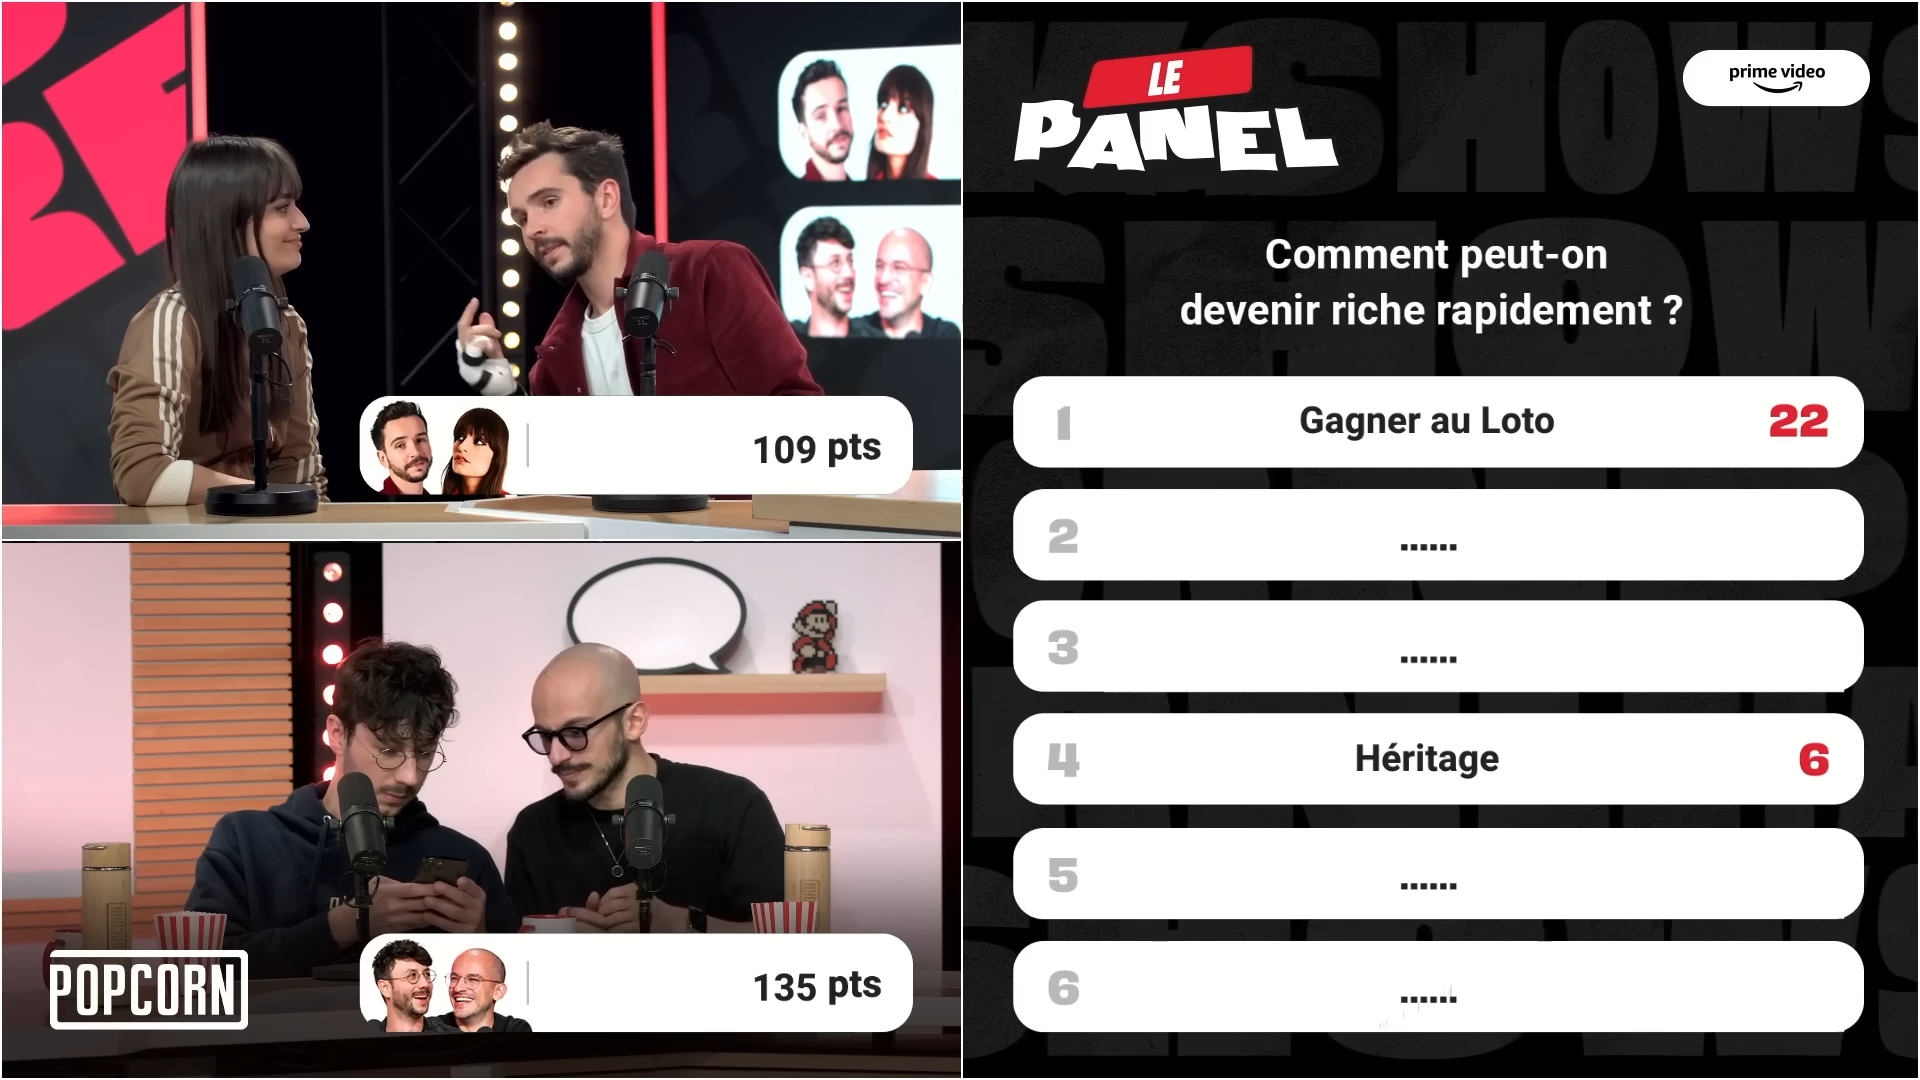 109 pts
POPCORN
135 pts
LE
PANEL
prime video
Comment peut-on
devenir riche rapidement ?
1 Gagner au Loto 22
2 ......
3 ......
4 Héritage 6
5 ......
6 ......